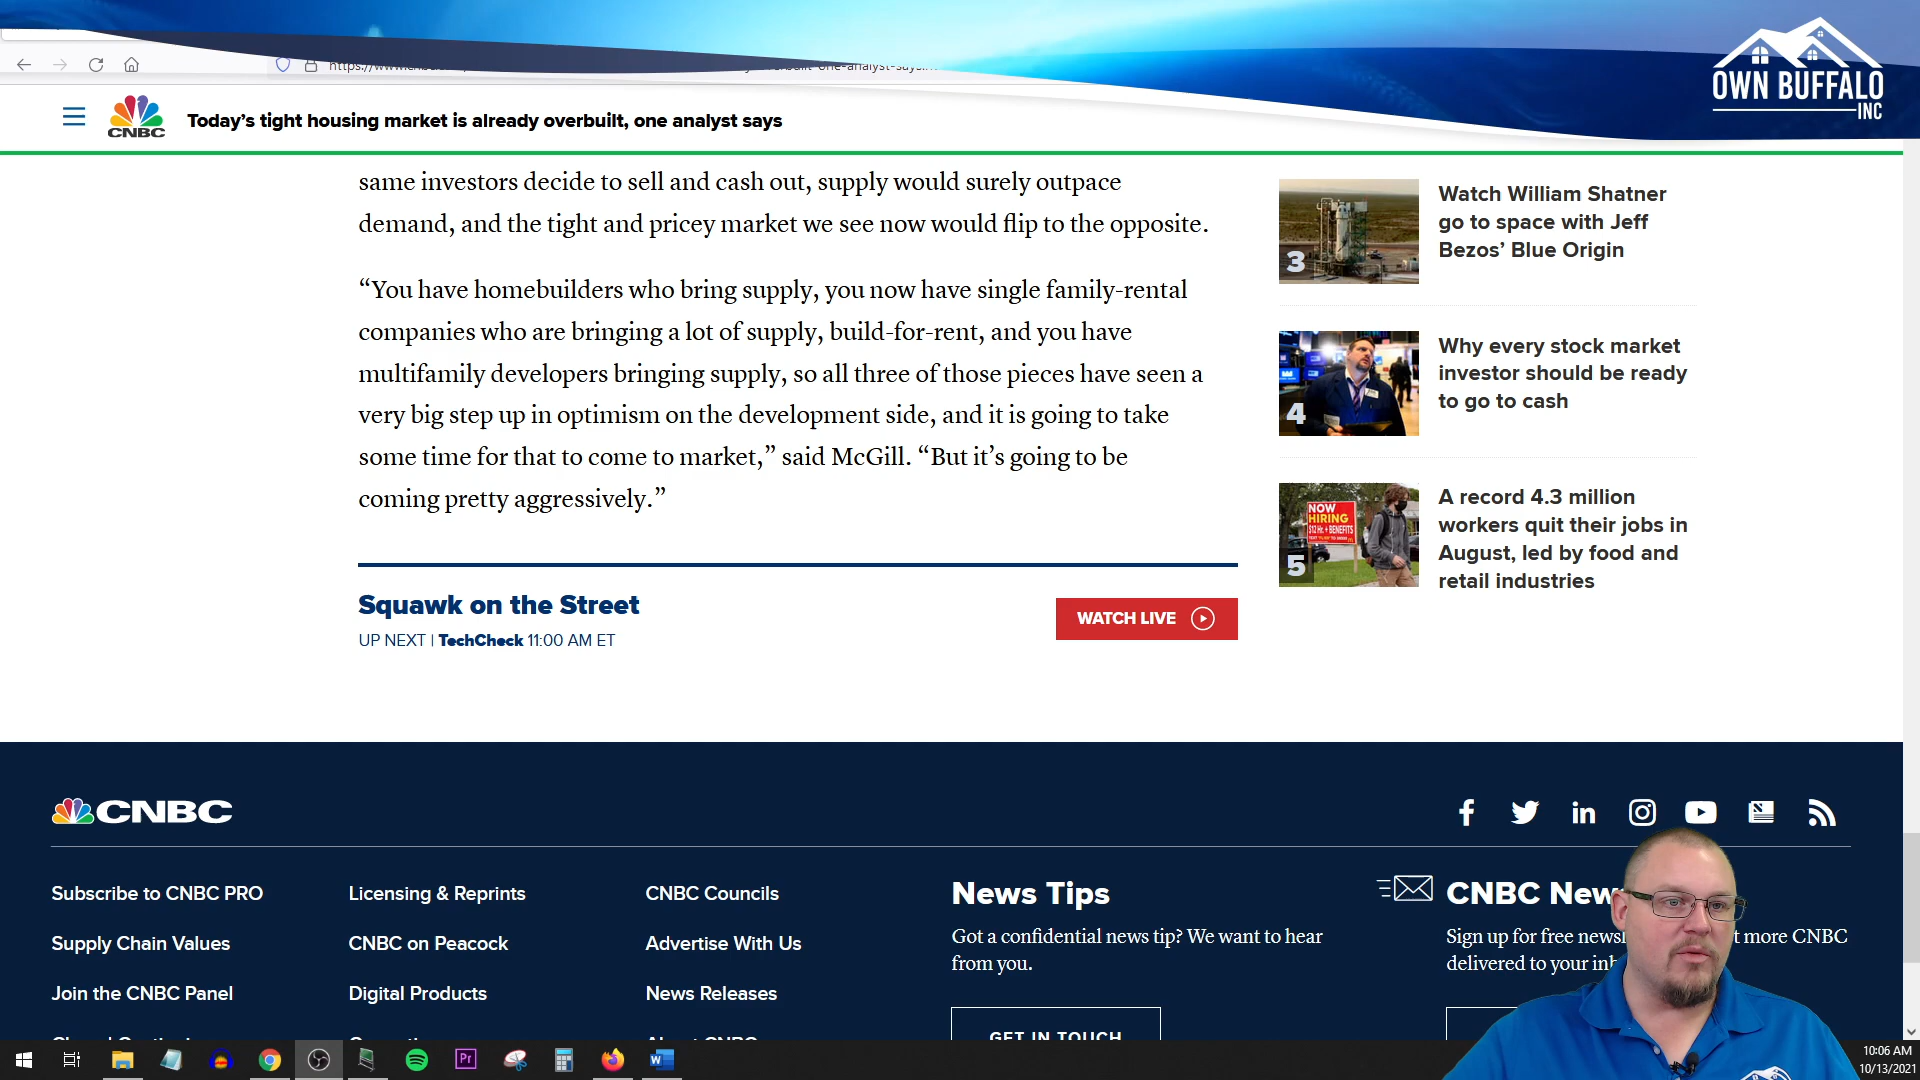 OWN BUFFALO
INC
CNBC
Today's tight housing market is already overbuilt, one analyst says
same investors decide to sell and cash out, supply would surely outpace
demand, and the tight and pricey market we see now would flip to the opposite.
“You have homebuilders who bring supply, you now have single family-rental
companies who are bringing a lot of supply, build-for-rent, and you have
multifamily developers bringing supply, so all three of those pieces have seen a
very big step up in optimism on the development side, and it is going to take
some time for that to come to market,” said McGill. “But it’s going to be
coming pretty aggressively.”
3
Watch William Shatner
go to space with Jeff
Bezos’ Blue Origin
4
Why every stock market
investor should be ready
to go to cash
NOW
HIRING
5
A record 4.3 million
workers quit their jobs in
August, led by food and
retail industries
Squawk on the Street
UP NEXT | TechCheck 11:00 AM ET
WATCH LIVE
CNBC
Subscribe to CNBC PRO
Supply Chain Values
Join the CNBC Panel
Licensing & Reprints
CNBC on Peacock
Digital Products
CNBC Councils
Advertise With Us
News Releases
News Tips
Got a confidential news tip? We want to hear
from you.
GET IN TOUCH
CNBC New
Sign up for free news t more CNBC
delivered to your
10:06 AM
10/13/2021